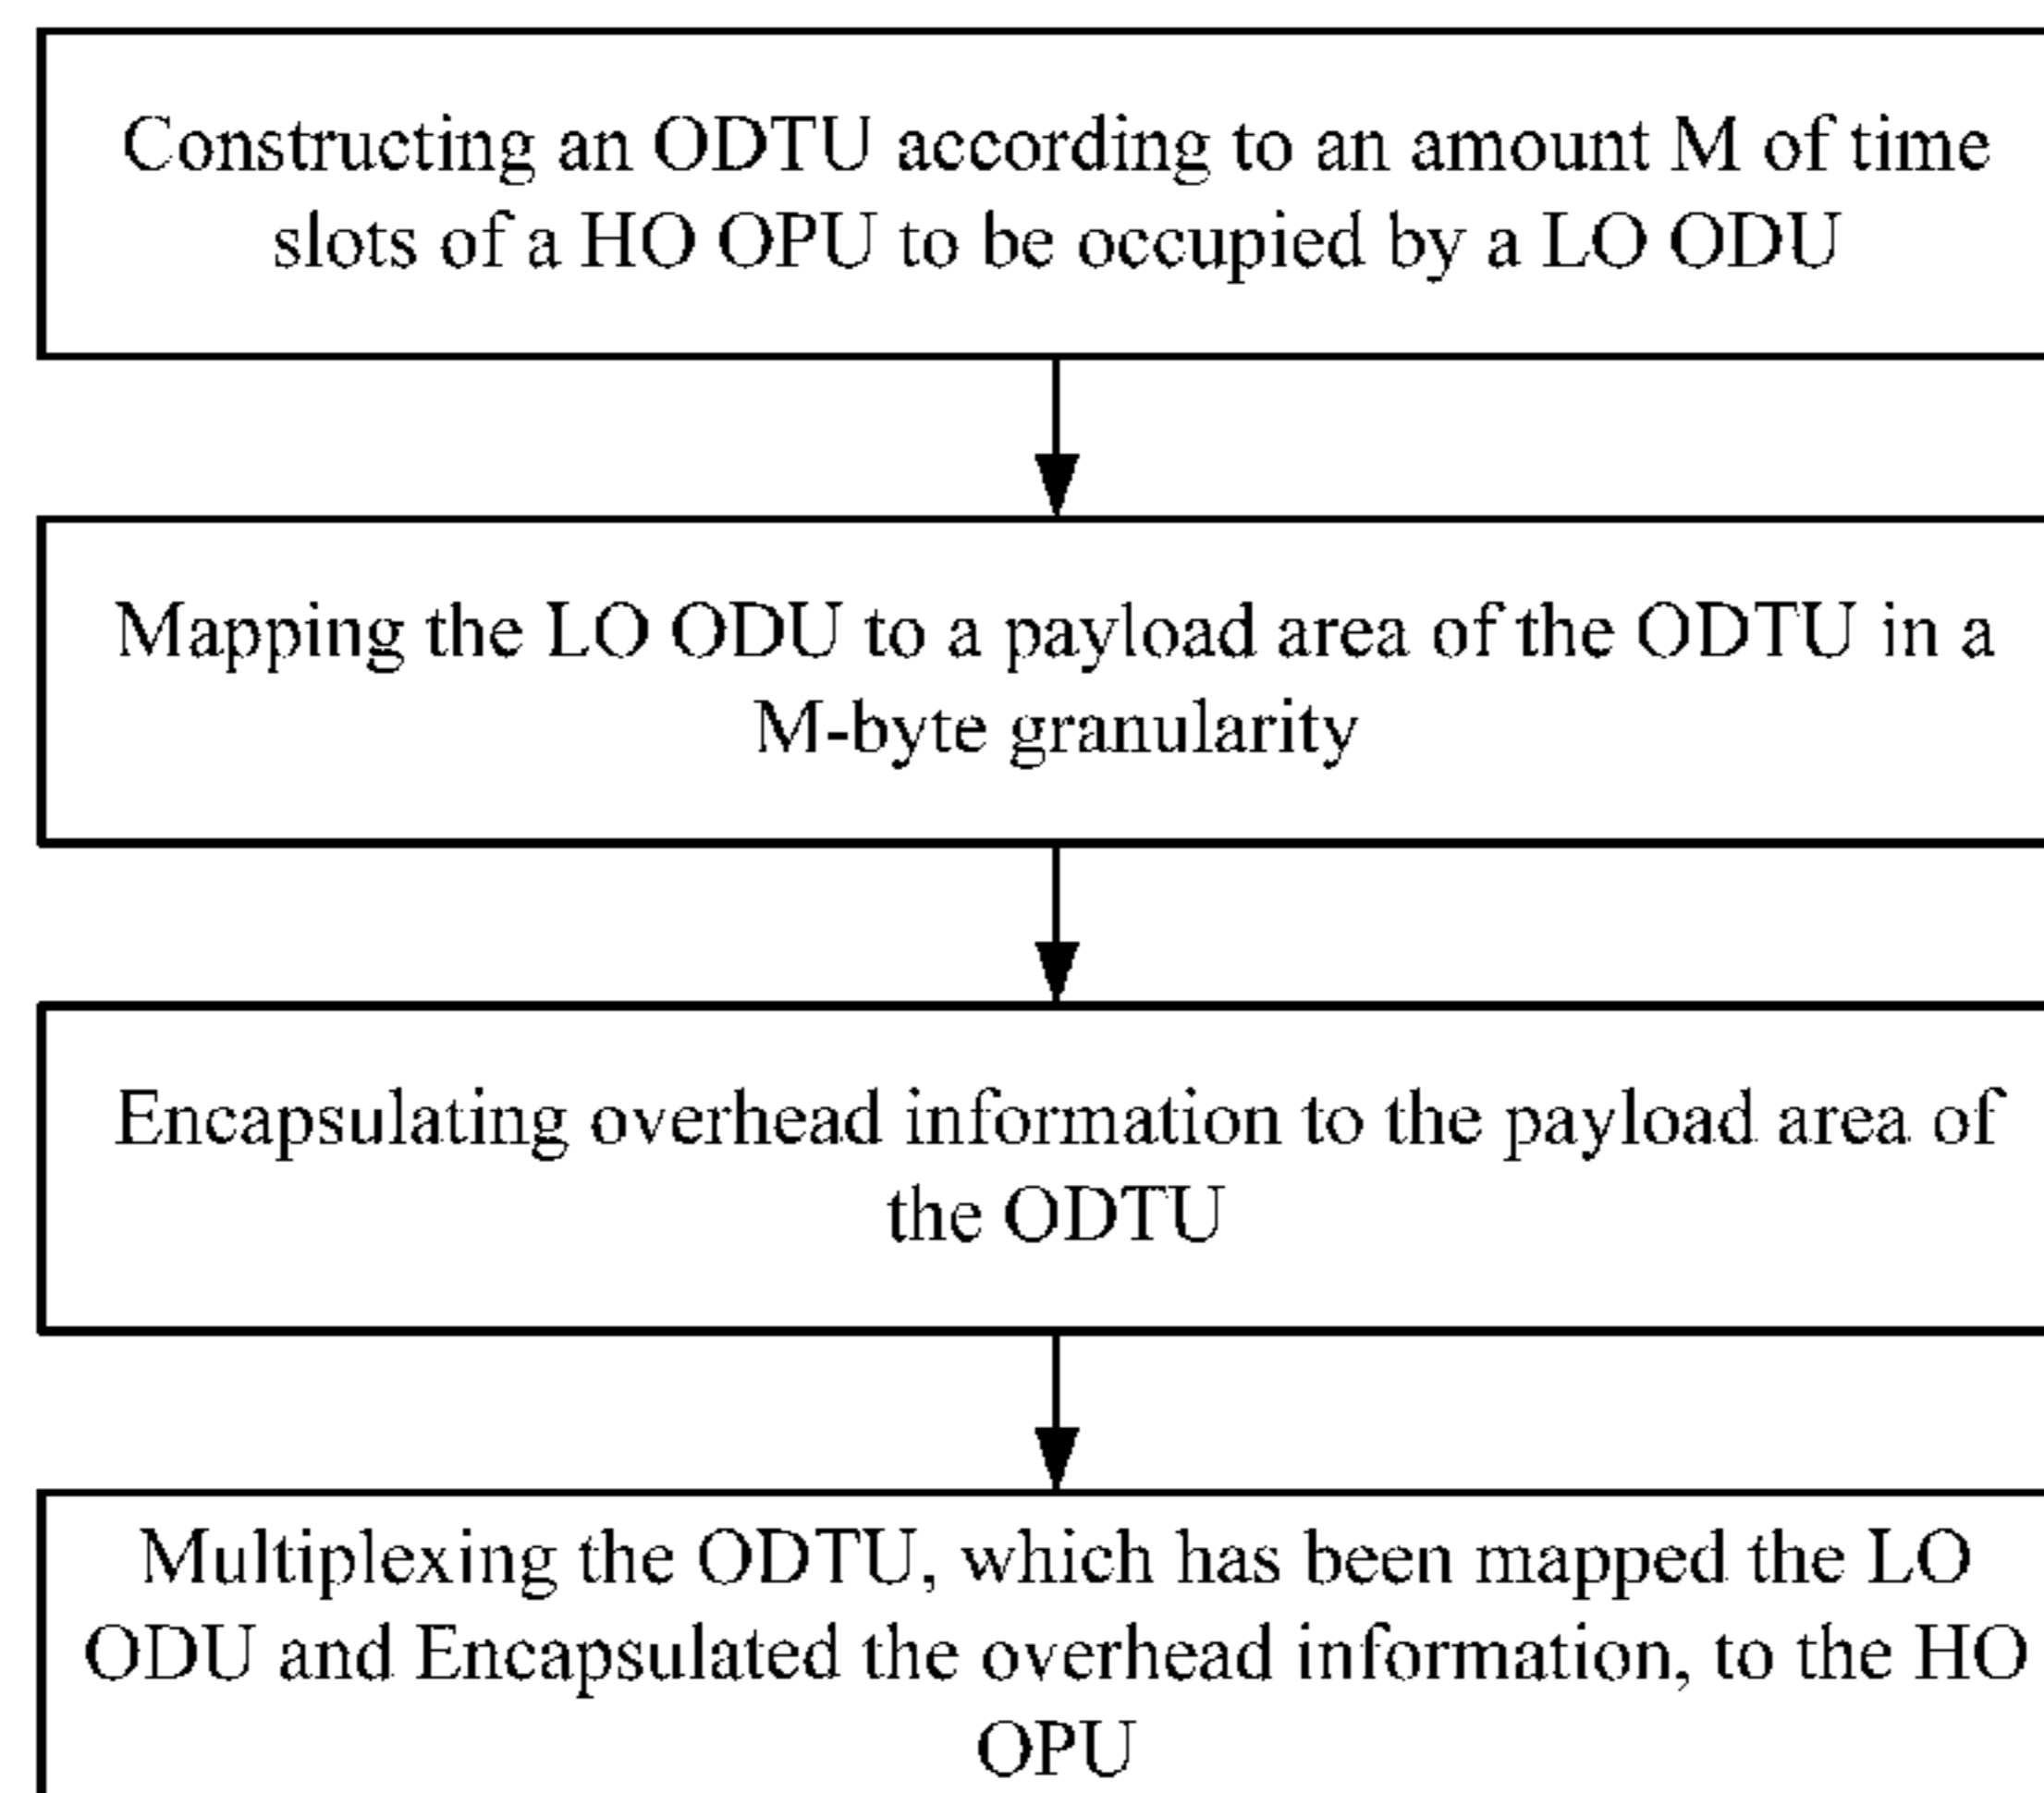 Constructing an ODTU according to an amount M of time
slots of a HO OPU to be occupied by a LO ODU
Mapping the LO ODU to a payload area of the ODTU in a
M-byte granularity
Encapsulating overhead information to the payload area of
the ODTU
Multiplexing the ODTU, which has been mapped the LO
ODU and Encapsulated the overhead information, to the HO
OPU